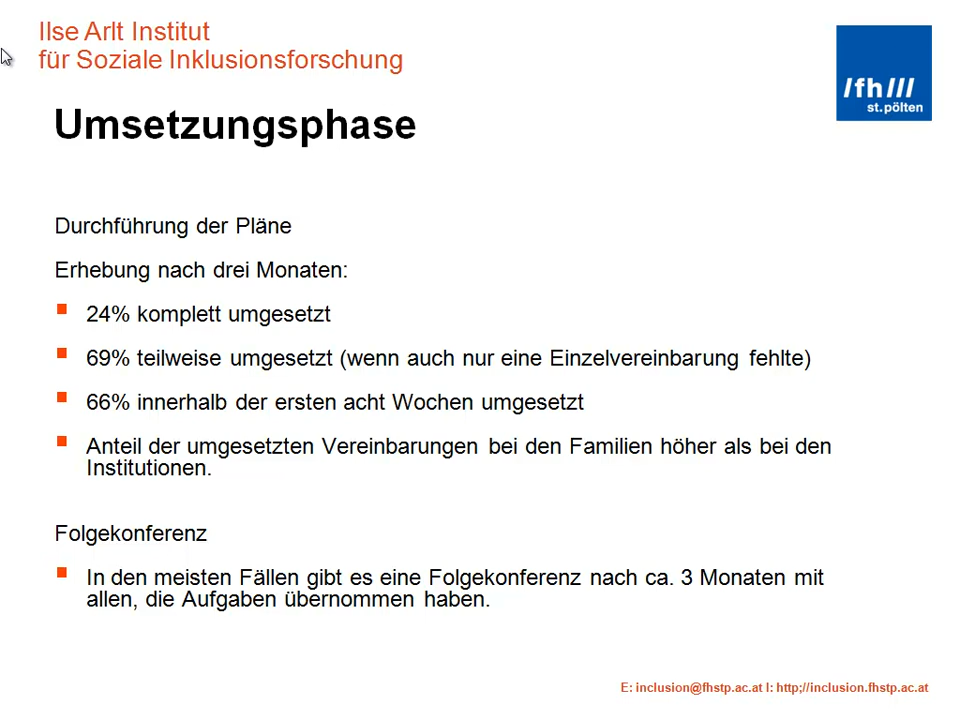 Ilse Arlt Institut
für Soziale Inklusionsforschung
/fh///
st.pölten
Umsetzungsphase
Durchführung der Pläne
Erhebung nach drei Monaten:
24% komplett umgesetzt
69% teilweise umgesetzt (wenn auch nur eine Einzelvereinbarung fehlte)
66% innerhalb der ersten acht Wochen umgesetzt
Anteil der umgesetzten Vereinbarungen bei den Familien höher als bei den
Institutionen.
Folgekonferenz
In den meisten Fällen gibt es eine Folgekonferenz nach ca. 3 Monaten mit
allen, die Aufgaben übernommen haben.
E: inclusion@fhstp.ac.at I: http;//inclusion.fhstp.ac.at